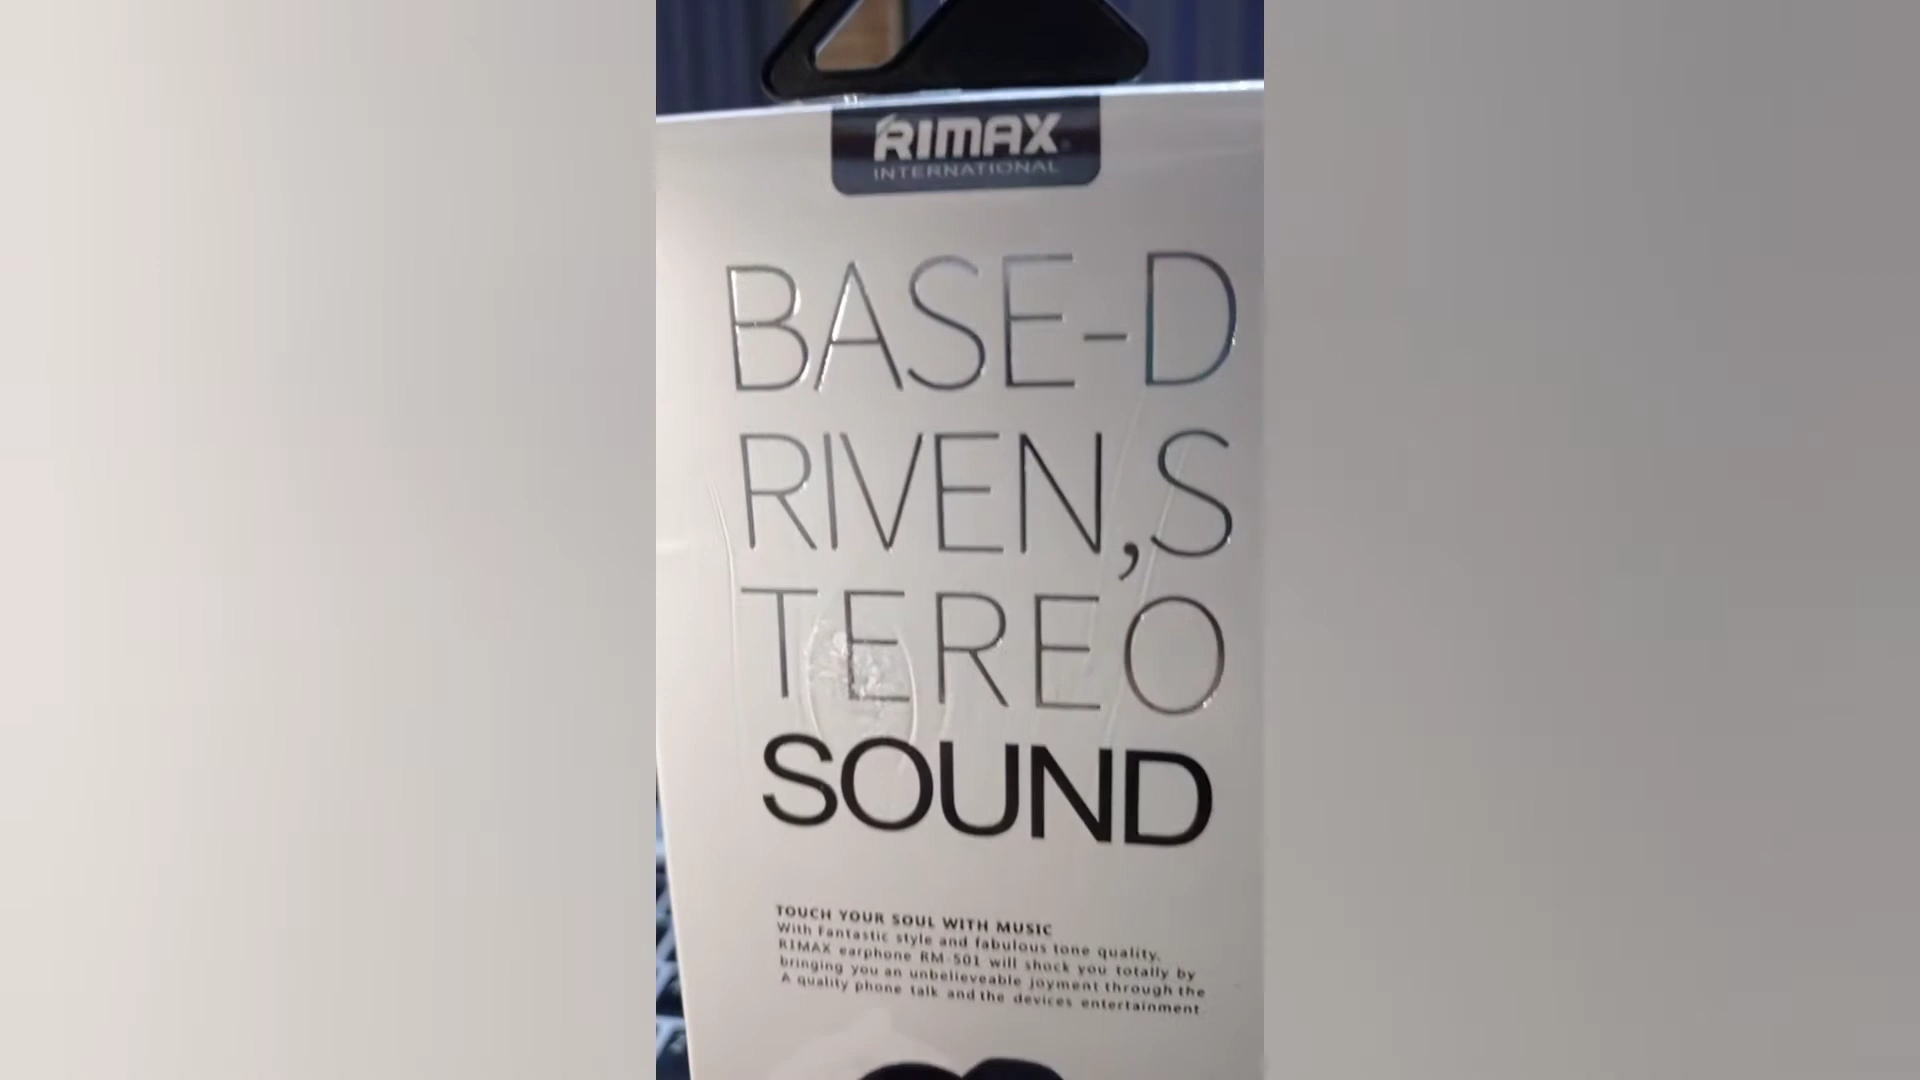 RIMAX
INTERNATIONAL
BASE-D
RIVEN,S
TEREO
SOUND
TOUCH YOUR SOUL WITH MUSIC
With Fantastic style and fabulous tone quality.
RIMAX earphone RM-501 will shock you totally by
bringing you an unbelieveable joyment through the
A quality phone talk and the devices entertainment